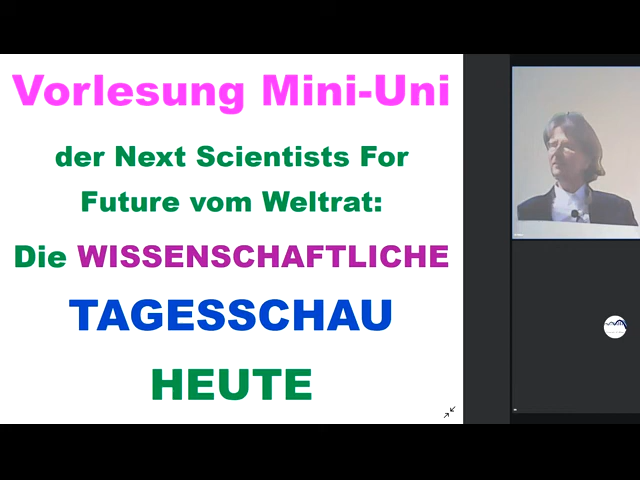 Vorlesung Mini-Uni
der Next Scientists For
Future vom Weltrat:
Die WISSENSCHAFTLICHE
TAGESSCHAU
HEUTE